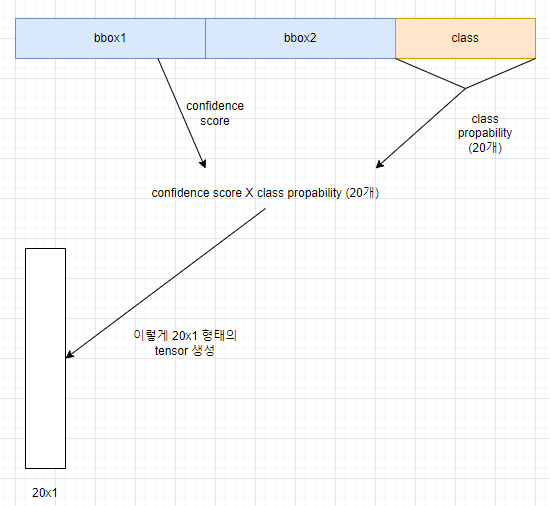 bbox1
bbox2
class
confidence
score
class
propability
(20개)
confidence score X class propability (20개)
이렇게 20x1 형태의
tensor 생성
20x1